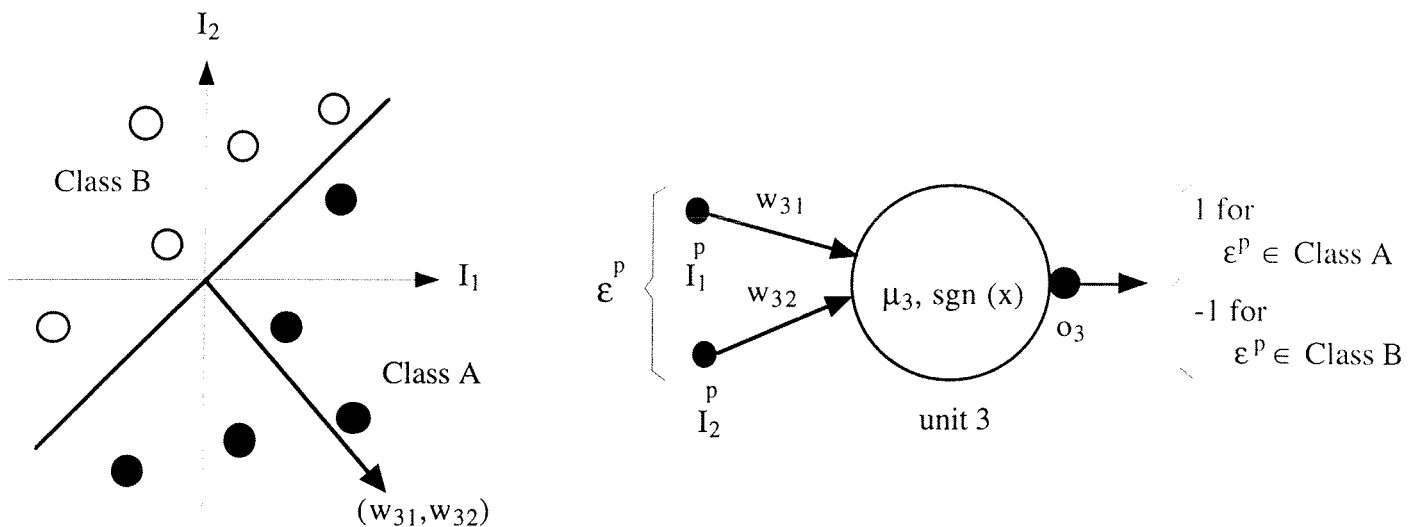 I₂
Class B
I₁
Class A
(w₃₁,w₃₂)
εᵖ
I₁ᵖ
I₂ᵖ
w₃₁
w₃₂
μ₃, sgn (x)
unit 3
o₃
1 for
εᵖ ∈ Class A
-1 for
εᵖ ∈ Class B